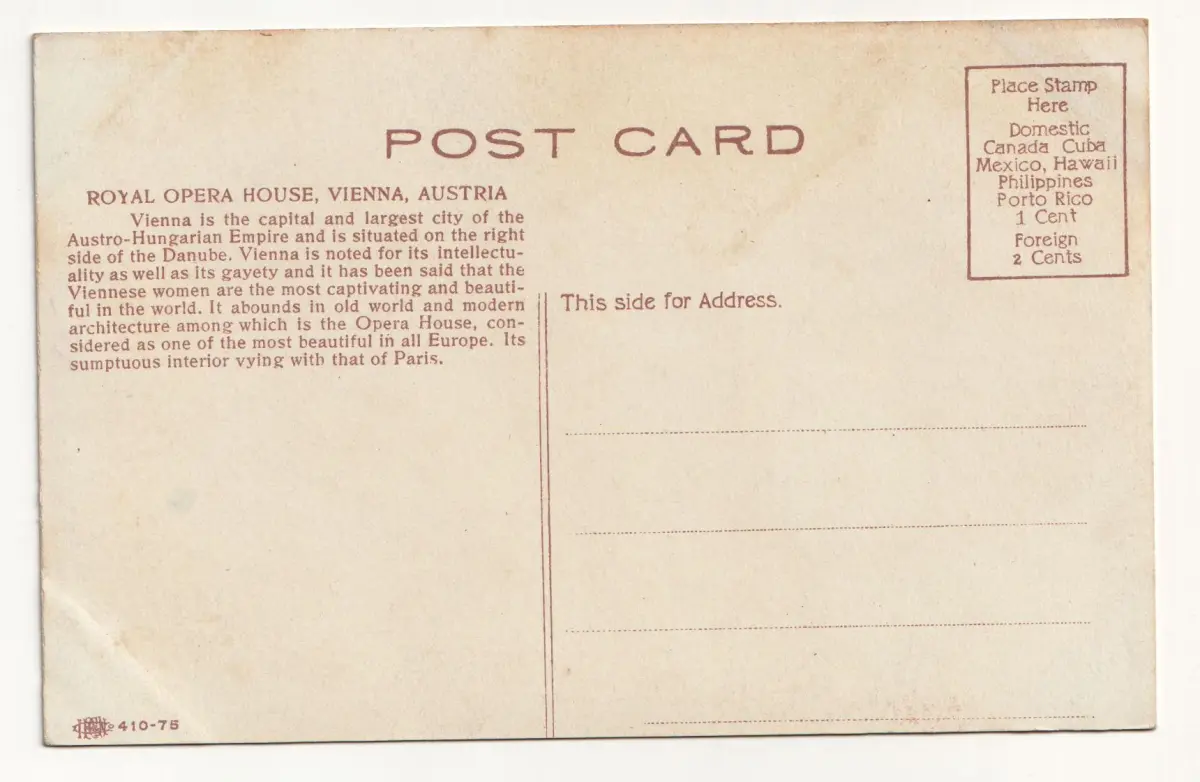 POST CARD
Place Stamp
Here
Domestic
Canada Cuba
Mexico, Hawaii
Philippines
Porto Rico
1 Cent
Foreign
2 Cents
ROYAL OPERA HOUSE, VIENNA, AUSTRIA
Vienna is the capital and largest city of the
Austro-Hungarian Empire and is situated on the right
side of the Danube. Vienna is noted for its intellectu-
ality as well as its gayety and it has been said that the
Viennese women are the most captivating and beauti-
ful in the world. It abounds in old world and modern
architecture among which is the Opera House, con-
sidered as one of the most beautiful in all Europe. Its
sumptuous interior vying with that of Paris.
This side for Address.
410-75